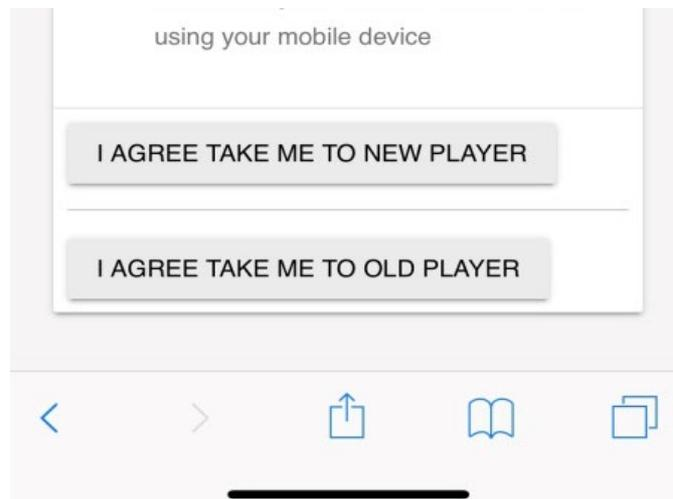 using your mobile device
I AGREE TAKE ME TO NEW PLAYER
I AGREE TAKE ME TO OLD PLAYER